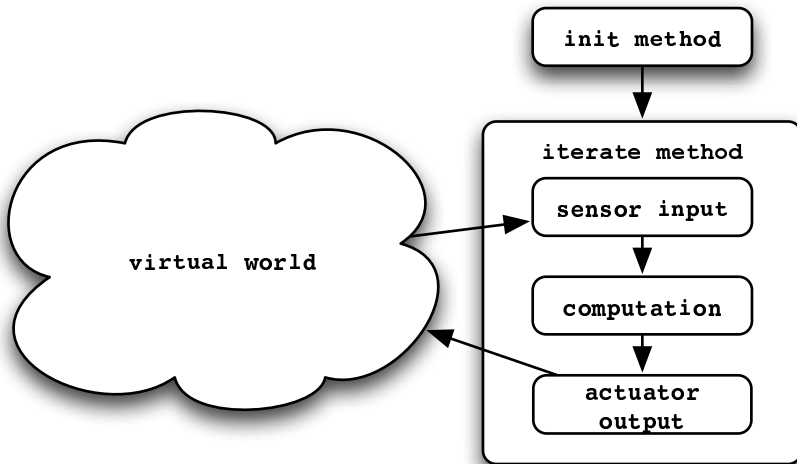 init method
iterate method
sensor input
virtual world
computation
actuator
output